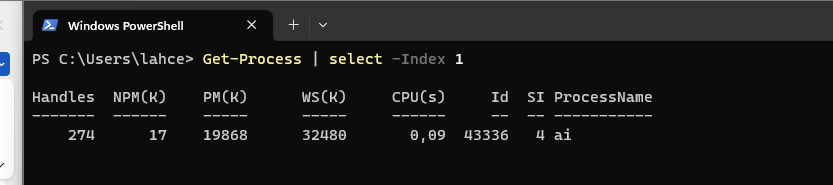 Windows PowerShell
PS C:\Users\lahce> Get-Process | select -Index 1
Handles  NPM(K)    PM(K)      WS(K)     CPU(s)     Id  SI ProcessName
-------  ------    -----      -----     ------     --  -- -----------
    274      17    19868      32480       0,09  43336   4 ai